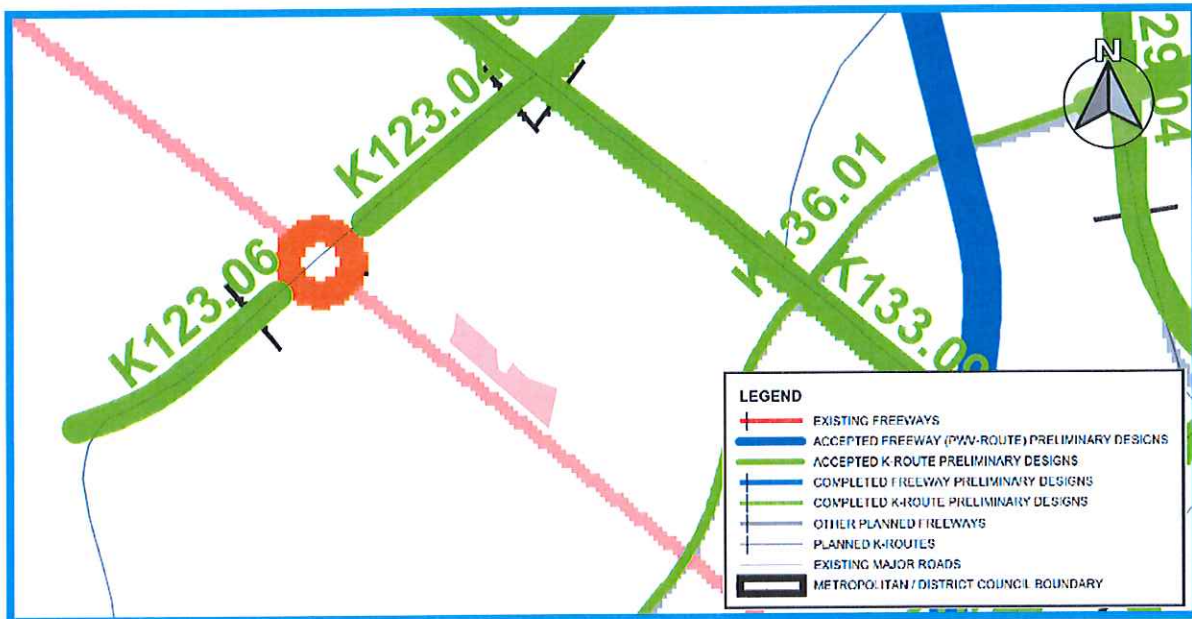 K123.04
N
29
04
K136.01
K123.06
K133.09
LEGEND
EXISTING FREEWAYS
ACCEPTED FREEWAY (PWV-ROUTE) PRELIMINARY DESIGNS
ACCEPTED K-ROUTE PRELIMINARY DESIGNS
COMPLETED FREEWAY PRELIMINARY DESIGNS
COMPLETED K-ROUTE PRELIMINARY DESIGNS
OTHER PLANNED FREEWAYS
PLANNED K-ROUTES
EXISTING MAJOR ROADS
METROPOLITAN / DISTRICT COUNCIL BOUNDARY